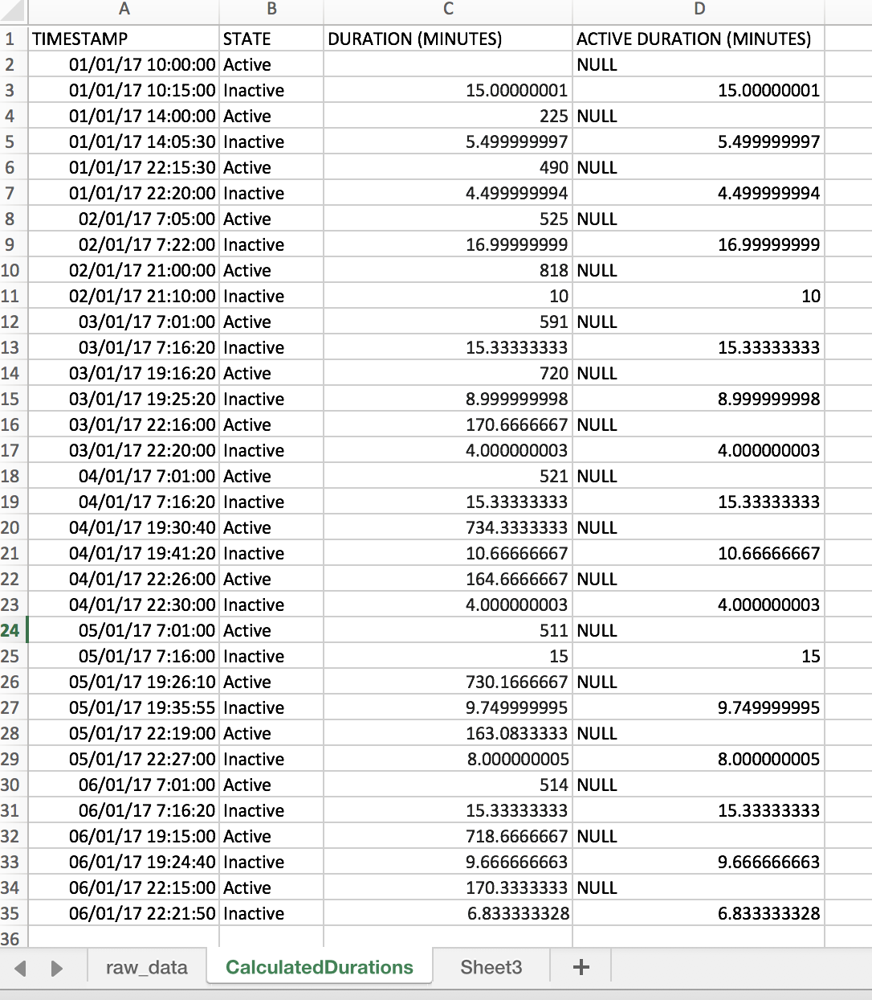 A B C D
1 TIMESTAMP STATE DURATION (MINUTES) ACTIVE DURATION (MINUTES)
2 01/01/17 10:00:00 Active NULL
3 01/01/17 10:15:00 Inactive 15.00000001 15.00000001
4 01/01/17 14:00:00 Active 225 NULL
5 01/01/17 14:05:30 Inactive 5.499999997 5.499999997
6 01/01/17 22:15:30 Active 490 NULL
7 01/01/17 22:20:00 Inactive 4.499999994 4.499999994
8 02/01/17 7:05:00 Active 525 NULL
9 02/01/17 7:22:00 Inactive 16.99999999 16.99999999
10 02/01/17 21:00:00 Active 818 NULL
11 02/01/17 21:10:00 Inactive 10 10
12 03/01/17 7:01:00 Active 591 NULL
13 03/01/17 7:16:20 Inactive 15.33333333 15.33333333
14 03/01/17 19:16:20 Active 720 NULL
15 03/01/17 19:25:20 Inactive 8.999999998 8.999999998
16 03/01/17 22:16:00 Active 170.6666667 NULL
17 03/01/17 22:20:00 Inactive 4.000000003 4.000000003
18 04/01/17 7:01:00 Active 521 NULL
19 04/01/17 7:16:20 Inactive 15.33333333 15.33333333
20 04/01/17 19:30:40 Active 734.3333333 NULL
21 04/01/17 19:41:20 Inactive 10.66666667 10.66666667
22 04/01/17 22:26:00 Active 164.6666667 NULL
23 04/01/17 22:30:00 Inactive 4.000000003 4.000000003
24 05/01/17 7:01:00 Active 511 NULL
25 05/01/17 7:16:00 Inactive 15 15
26 05/01/17 19:26:10 Active 730.1666667 NULL
27 05/01/17 19:35:55 Inactive 9.749999995 9.749999995
28 05/01/17 22:19:00 Active 163.0833333 NULL
29 05/01/17 22:27:00 Inactive 8.000000005 8.000000005
30 06/01/17 7:01:00 Active 514 NULL
31 06/01/17 7:16:20 Inactive 15.33333333 15.33333333
32 06/01/17 19:15:00 Active 718.6666667 NULL
33 06/01/17 19:24:40 Inactive 9.666666663 9.666666663
34 06/01/17 22:15:00 Active 170.3333333 NULL
35 06/01/17 22:21:50 Inactive 6.833333328 6.833333328
36
raw_data CalculatedDurations Sheet3 +